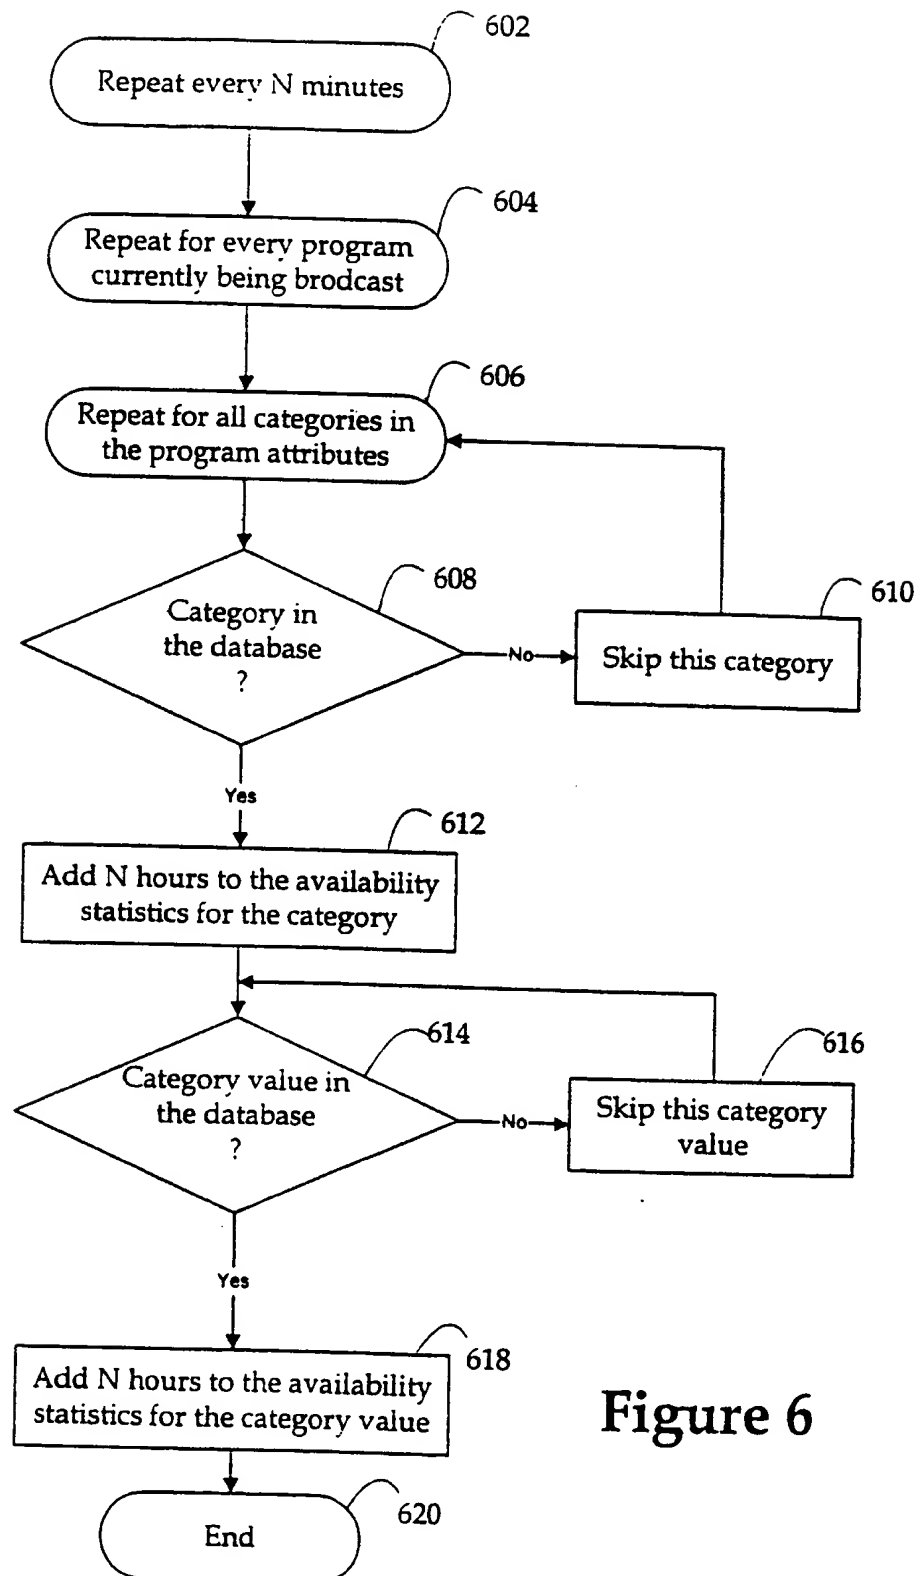 602
Repeat every N minutes
604
Repeat for every program
currently being brodcast
606
Repeat for all categories in
the program attributes
608
Category in
the database
?
No
610
Skip this category
Yes
612
Add N hours to the availability
statistics for the category
614
Category value in
the database
?
No
616
Skip this category
value
Yes
618
Add N hours to the availability
statistics for the category value
Figure 6
620
End